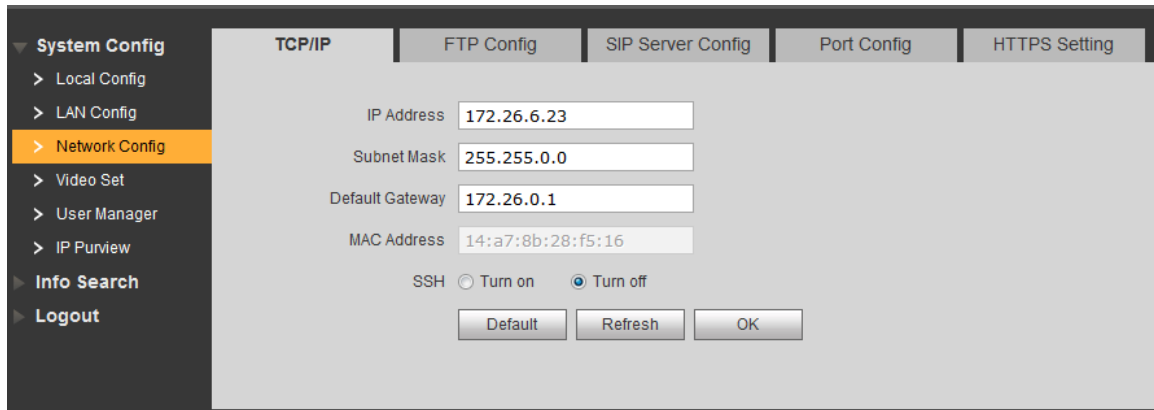 System Config
Local Config
LAN Config
Network Config
Video Set
User Manager
IP Purview
Info Search
Logout
TCP/IP FTP Config SIP Server Config Port Config HTTPS Setting
IP Address 172.26.6.23
Subnet Mask 255.255.0.0
Default Gateway 172.26.0.1
MAC Address 14:a7:8b:28:f5:16
SSH Turn on Turn off
Default Refresh OK